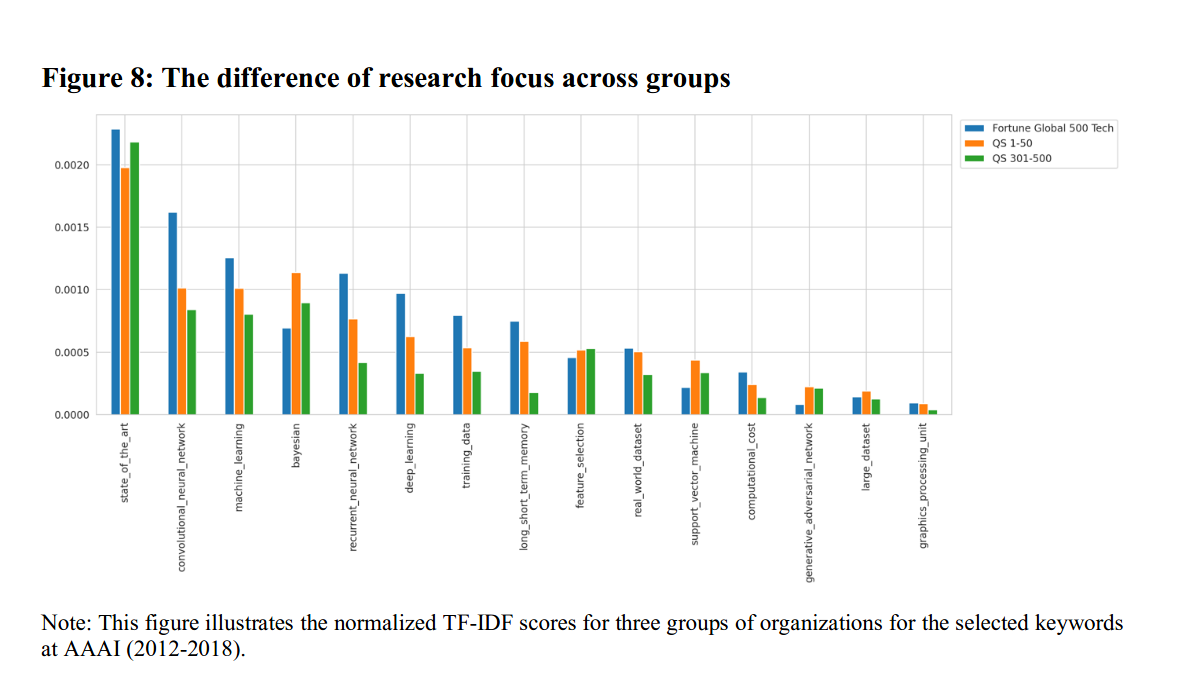 Figure 8: The difference of research focus across groups
Fortune Global 500 Tech
QS 1-50
QS 301-500
0.0020
0.0015
0.0010
0.0005
0.0000
state_of_the_art
convolutional_neural_network
machine_learning
bayesian
recurrent_neural_network
deep_learning
training_data
long_short_term_memory
feature_selection
real_world_dataset
support_vector_machine
computational_cost
generative_adversarial_network
large_dataset
graphics_processing_unit
Note: This figure illustrates the normalized TF-IDF scores for three groups of organizations for the selected keywords
at AAAI (2012-2018).